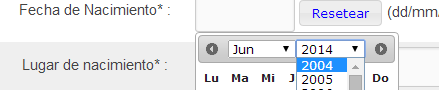 Fecha de Nacimiento* : Resetear (dd/mm/
Jun 2014
Lugar de nacimiento* : 2004
Lu Ma Mi 2005 Do